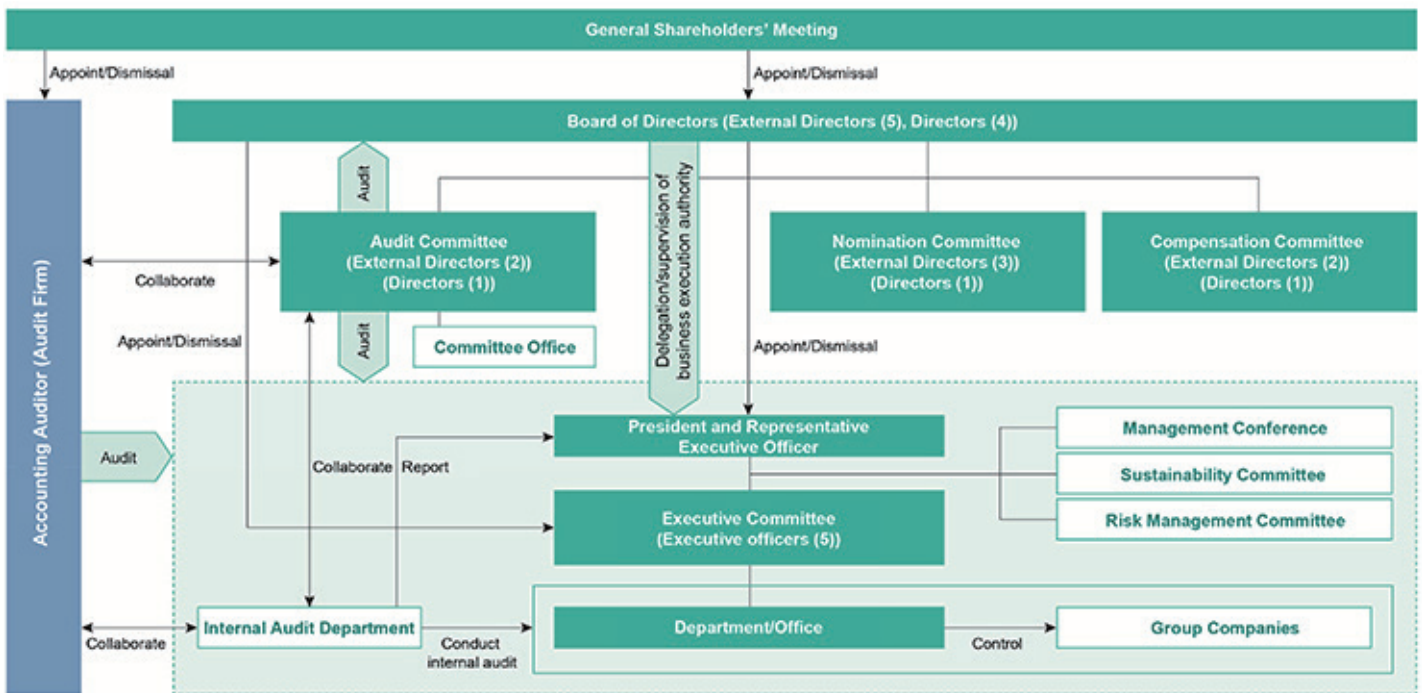 General Shareholders' Meeting
Appoint/Dismissal
Appoint/Dismissal
Board of Directors (External Directors (5), Directors (4))
Accounting Auditor (Audit Firm)
Audit
Delegation/supervision of
business execution authority
Audit Committee
(External Directors (2))
(Directors (1))
Nomination Committee
(External Directors (3))
(Directors (1))
Compensation Committee
(External Directors (2))
(Directors (1))
Collaborate
Audit
Committee Office
Appoint/Dismissal
Appoint/Dismissal
President and Representative
Executive Officer
Management Conference
Audit
Collaborate
Report
Sustainability Committee
Executive Committee
(Executive officers (5))
Risk Management Committee
Internal Audit Department
Department/Office
Group Companies
Collaborate
Conduct
internal audit
Control